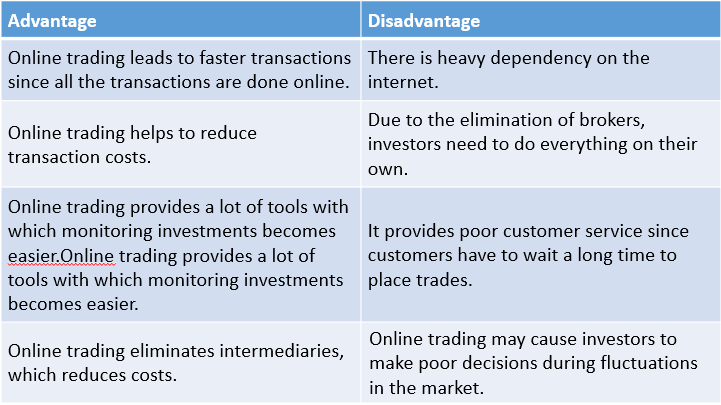 Advantage
Disadvantage
Online trading leads to faster transactions
since all the transactions are done online.
There is heavy dependency on the
internet.
Online trading helps to reduce
transaction costs.
Due to the elimination of brokers,
investors need to do everything on their
own.
Online trading provides a lot of tools with
which monitoring investments becomes
easier.Online trading provides a lot of
tools with which monitoring investments
becomes easier.
It provides poor customer service since
customers have to wait a long time to
place trades.
Online trading eliminates intermediaries,
which reduces costs.
Online trading may cause investors to
make poor decisions during fluctuations
in the market.